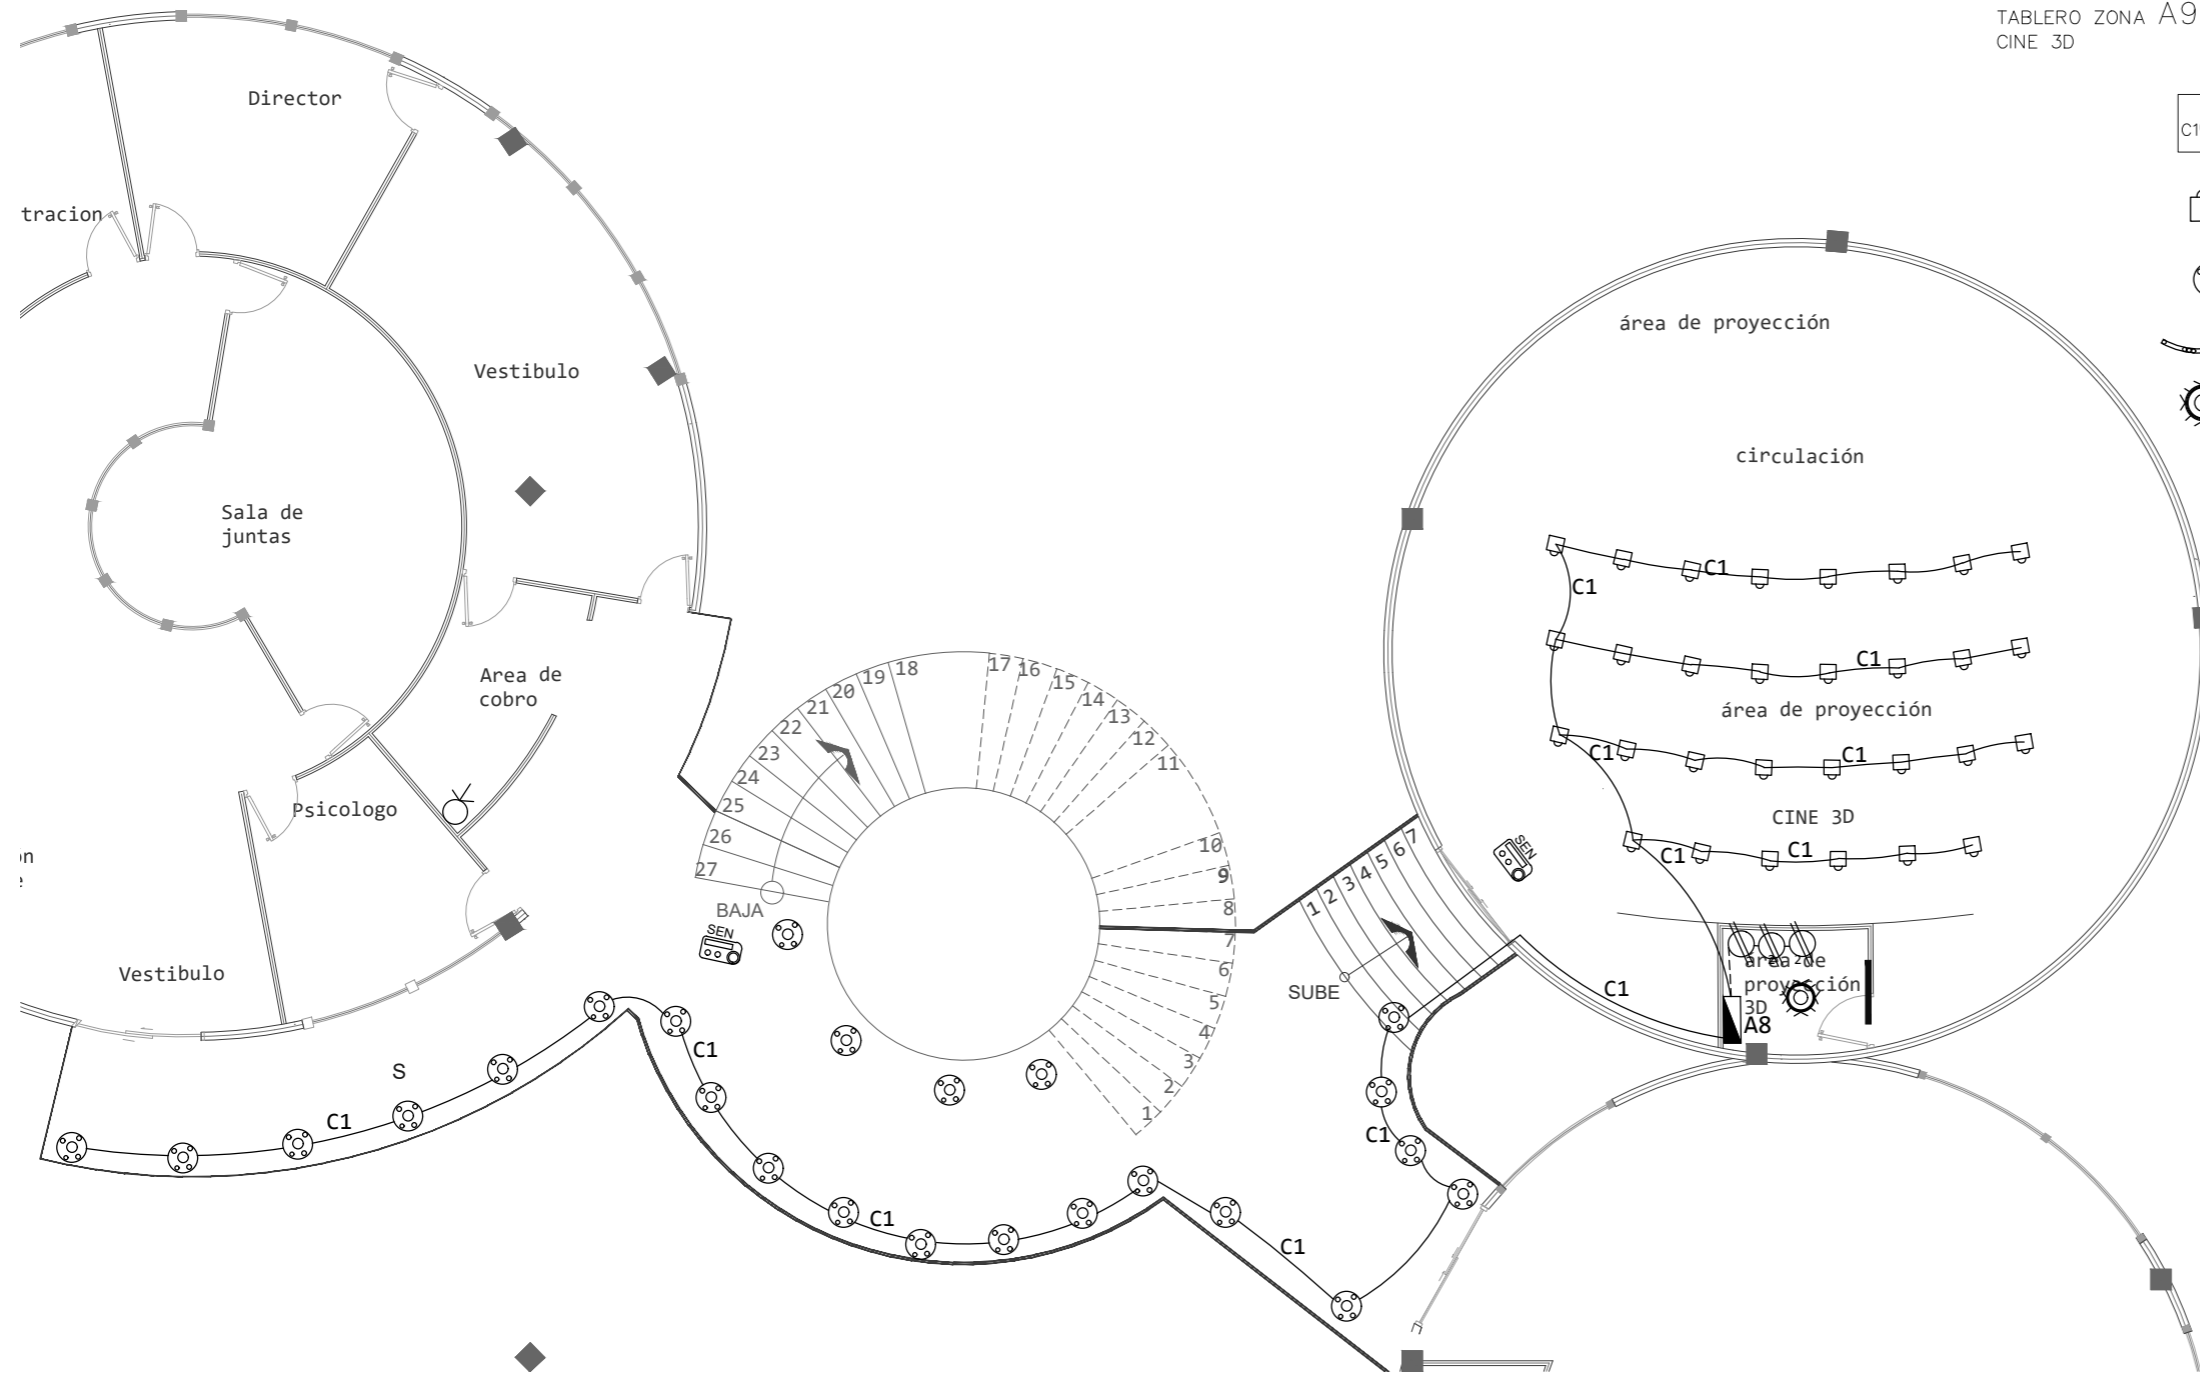 TABLERO ZONA A9
CINE 3D
Director
tracion
Vestibulo
Sala de
juntas
Area de
cobro
Psicologo
Vestibulo
S
C1
C1
C1
C1
C1
C1
17
16
15
14
13
12
11
10
9
8
7
6
5
4
3
2
1
18
19
20
21
22
23
24
25
26
27
BAJA
SEN
1
2
3
4
5
6
7
SUBE
SEN
área de proyección
circulación
C1
C1
C1
área de proyección
C1
C1
CINE 3D
C1
C1
área de
proyección
3D
A8